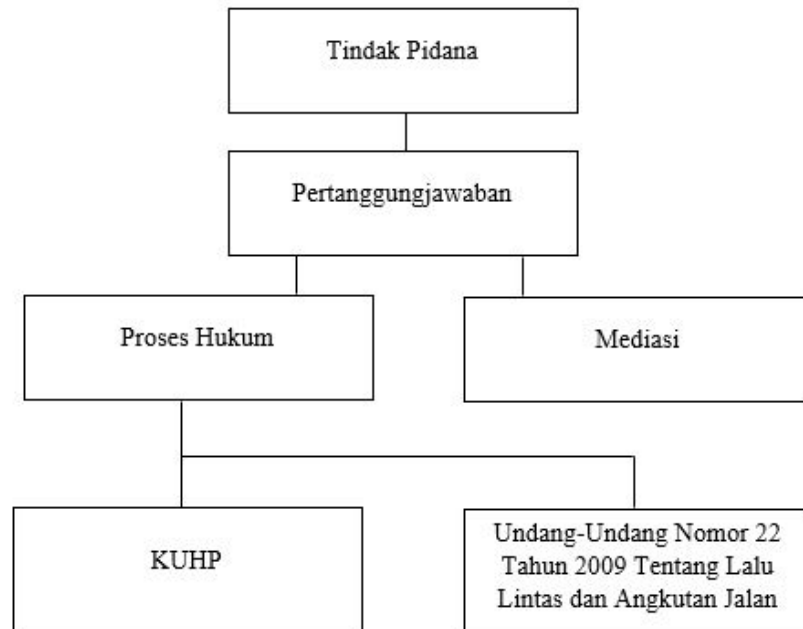 Tindak Pidana
Pertanggungjawaban
Proses Hukum
Mediasi
KUHP
Undang-Undang Nomor 22
Tahun 2009 Tentang Lalu
Lintas dan Angkutan Jalan